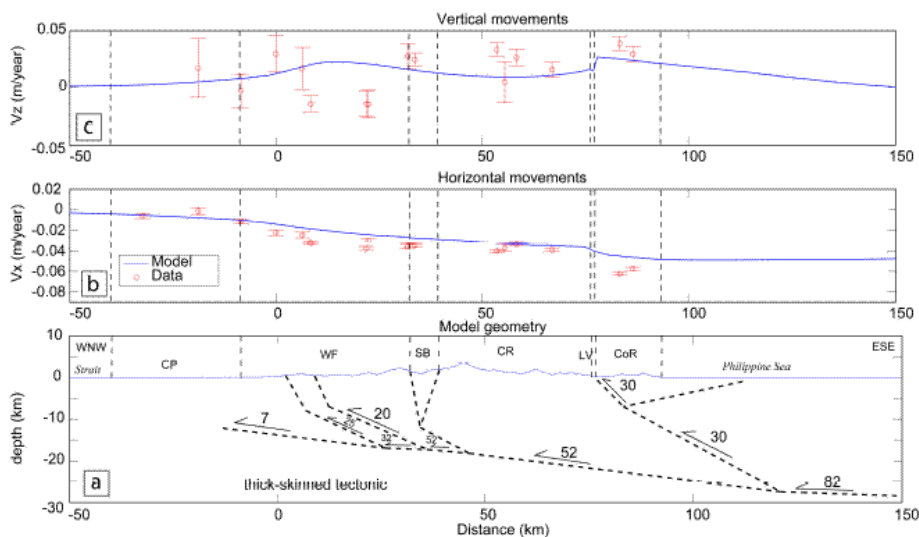 Vertical movements
0.05
0
-0.05
Vz (m/year)
c
-50 0 50 100 150
Horizontal movements
0.02
0
-0.02
-0.04
-0.06
-0.08
Vx (m/year)
Model
Data
b
-50 0 50 100 150
Model geometry
10
0
-10
-20
-30
depth (km)
WNW CP WF SB CR LV CoR ESE
Strait Philippine Sea
30
7 20
32 52 52 30
82
thick-skinned tectonic
a
-50 0 50 100 150
Distance (km)